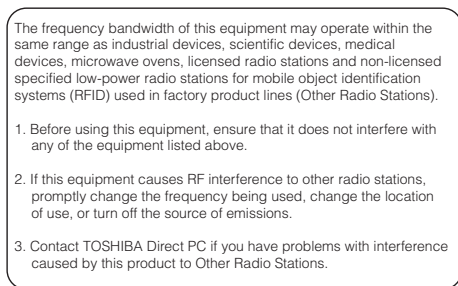 The frequency bandwidth of this equipment may operate within the
same range as industrial devices, scientific devices, medical
devices, microwave ovens, licensed radio stations and non-licensed
specified low-power radio stations for mobile object identification
systems (RFID) used in factory product lines (Other Radio Stations).
1. Before using this equipment, ensure that it does not interfere with
any of the equipment listed above.
2. If this equipment causes RF interference to other radio stations,
promptly change the frequency being used, change the location
of use, or turn off the source of emissions.
3. Contact TOSHIBA Direct PC if you have problems with interference
caused by this product to Other Radio Stations.